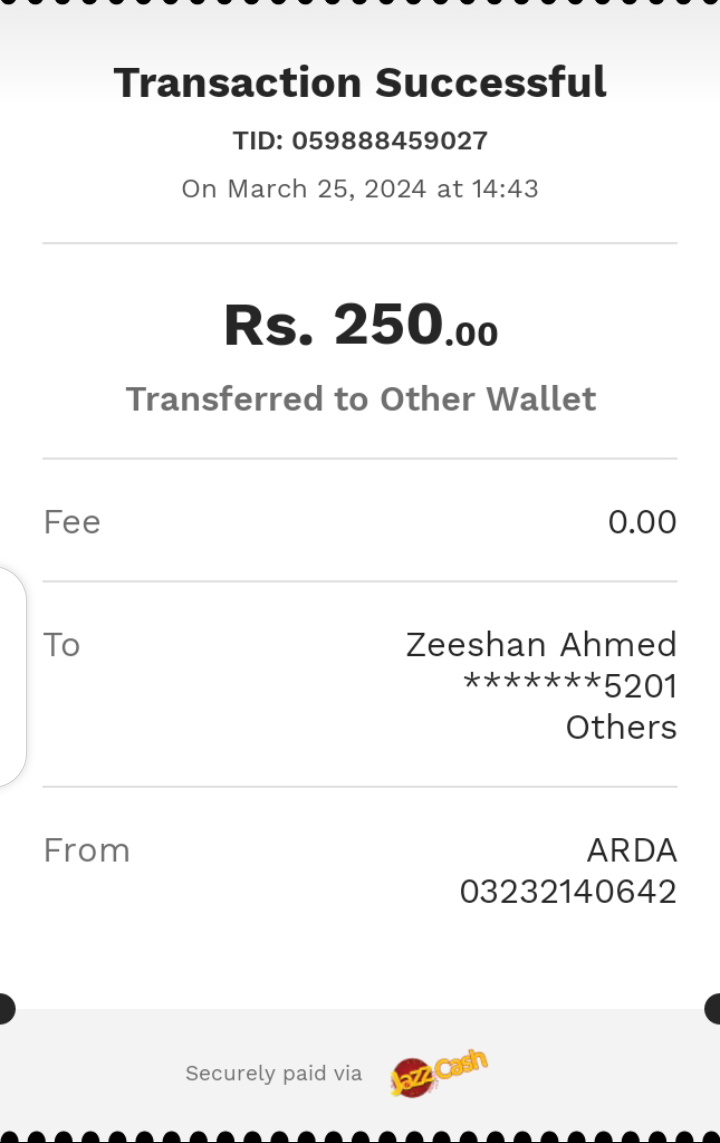 Transaction Successful
TID: 059888459027
On March 25, 2024 at 14:43
Rs. 250.00
Transferred to Other Wallet
Fee 0.00
To Zeeshan Ahmed
*******5201
Others
From ARDA
03232140642
Securely paid via JazzCash